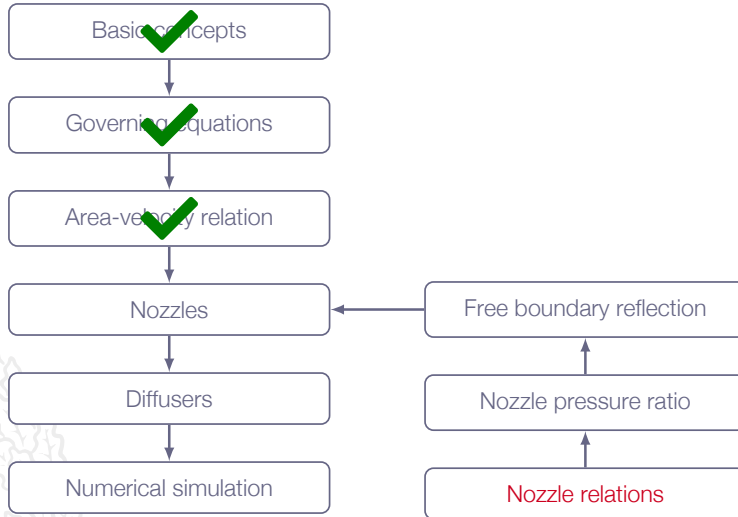 Basic concepts
Governing equations
Area-velocity relation
Nozzles
Diffusers
Numerical simulation
Free boundary reflection
Nozzle pressure ratio
Nozzle relations